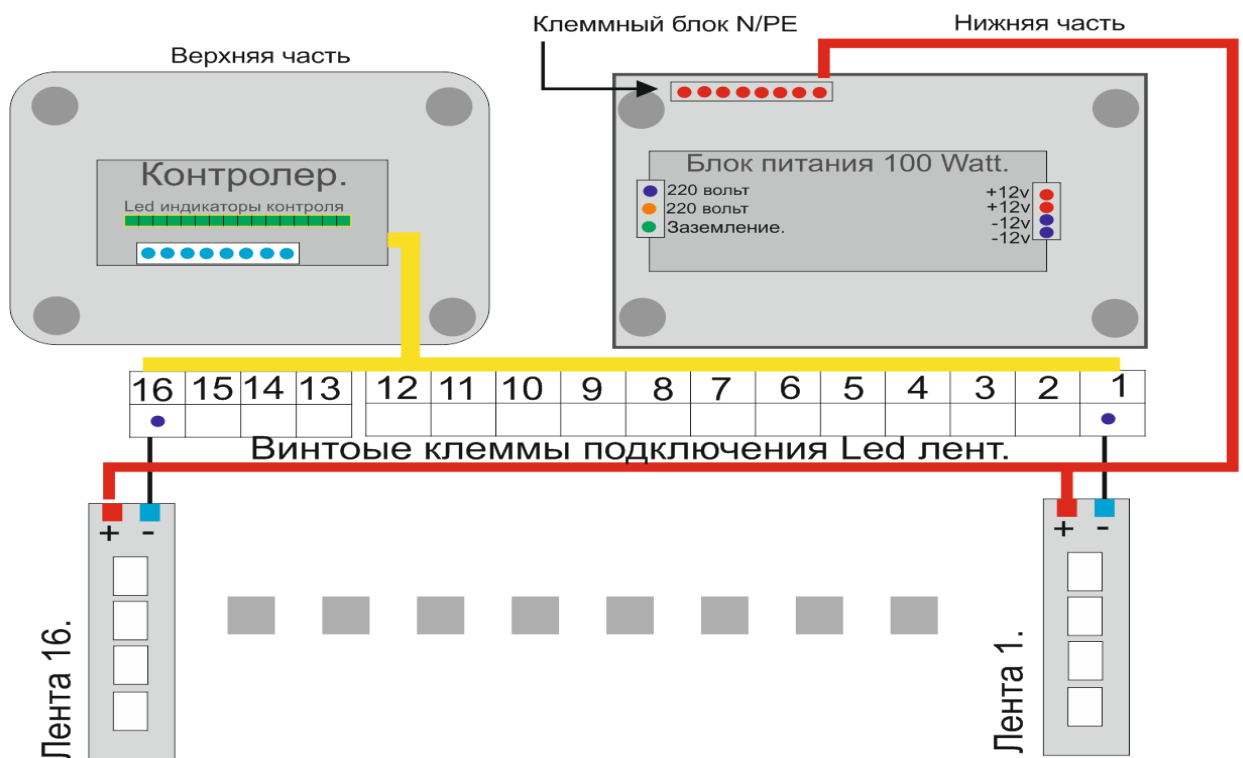 Клеммный блок N/PE
Нижняя часть
Верхняя часть
Контролер.
Led индикаторы контроля
Блок питания 100 Watt.
220 вольт
220 вольт
Заземление.
+12v
+12v
-12v
-12v
16 15 14 13 12 11 10 9 8 7 6 5 4 3 2 1
Винтоые клеммы подключения Led лент.
+ -
+ -
Лента 16.
Лента 1.